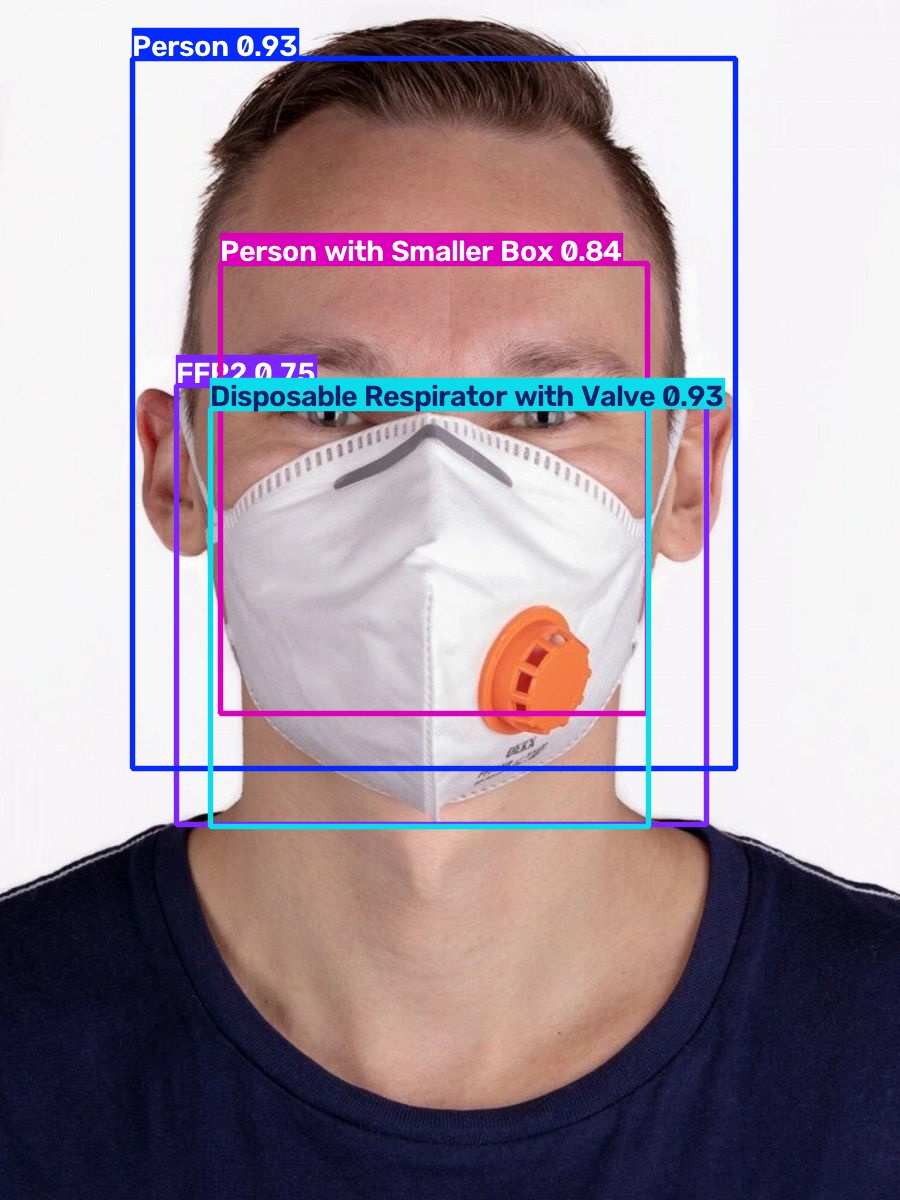 Person 0.93
Person with Smaller Box 0.84
FFP2 0.75
Disposable Respirator with Valve 0.93